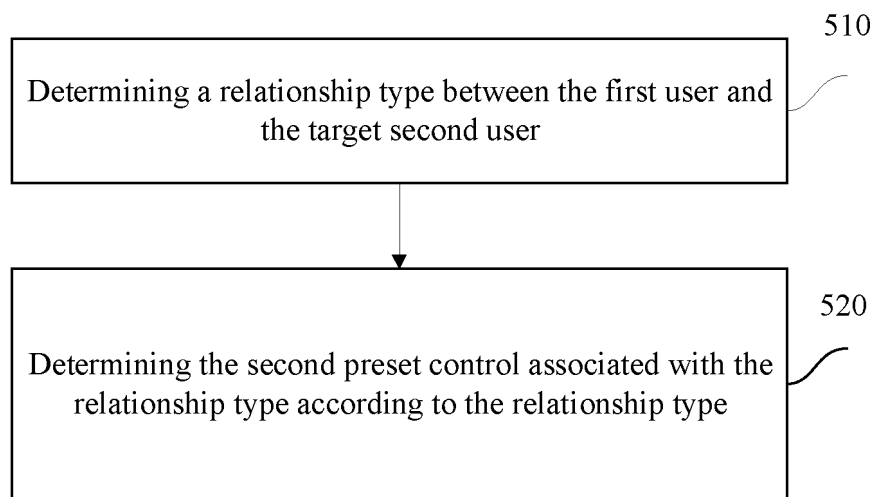 510
Determining a relationship type between the first user and
the target second user
520
Determining the second preset control associated with the
relationship type according to the relationship type